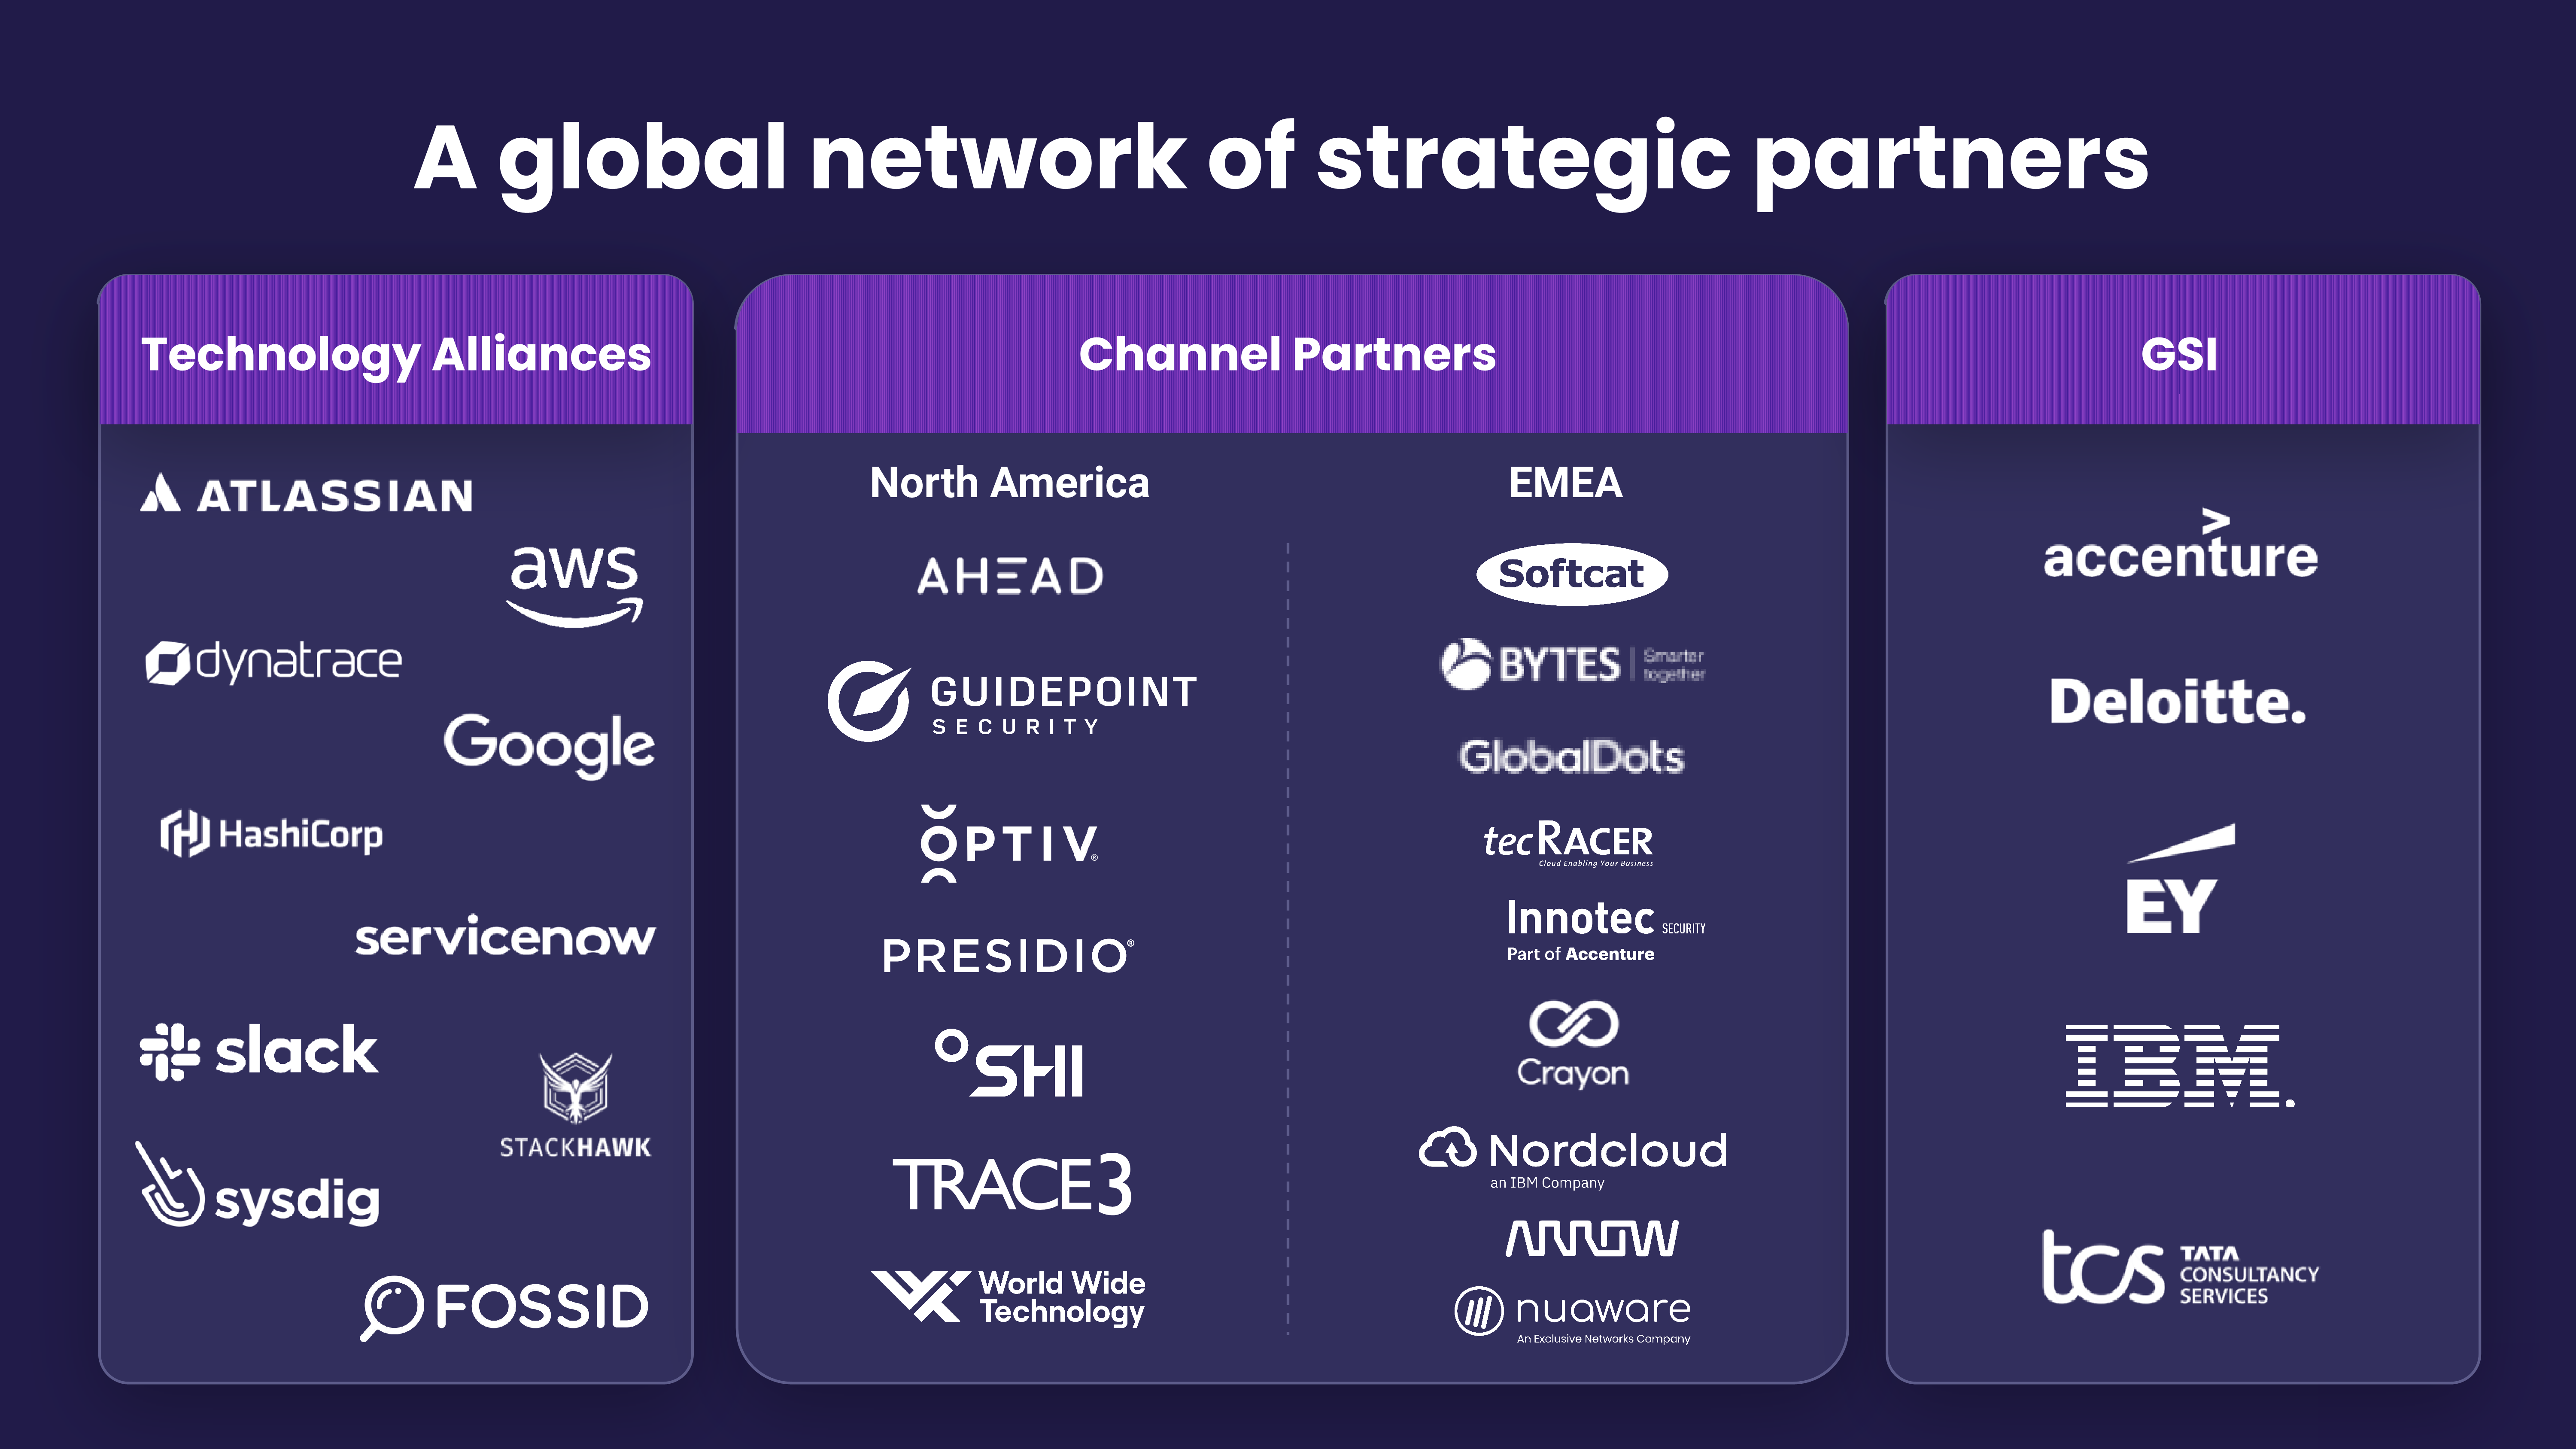 A global network of strategic partners
Technology Alliances
ATLASSIAN
aws
dynatrace
Google
HashiCorp
servicenow
slack
STACKHAWK
sysdig
FOSSID
Channel Partners
North America
AHEAD
GUIDEPOINT
SECURITY
OPTIV®
PRESIDIO®
SHI
TRACE3
World Wide
Technology
EMEA
Softcat
BYTES
Smarter
together
GlobalDots
tecRACER
Cloud Enabling Your Business
Innotec SECURITY
Part of Accenture
Crayon
Nordcloud
an IBM Company
ARROW
nuaware
An Exclusive Networks Company
GSI
>
accenture
Deloitte.
EY
IBM.
tcs
TATA
CONSULTANCY
SERVICES